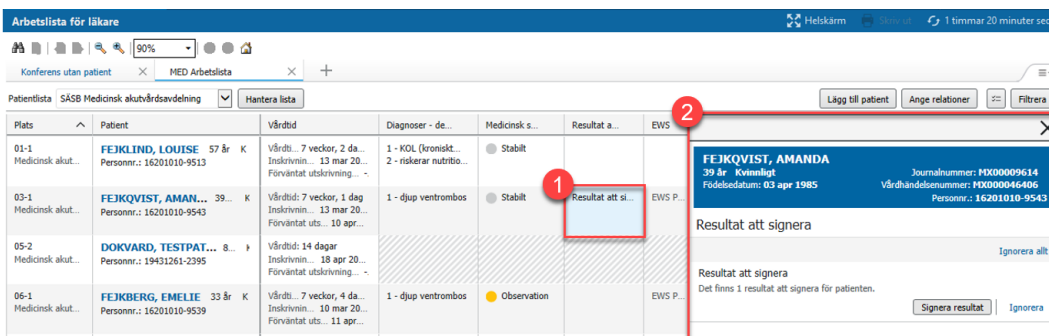 Arbetslista för läkare
Helskärm Skriv ut 1 timmar 20 minuter sed
90%
Konferens utan patient MED Arbetslista
Patientlista SÄSB Medicinsk akutvårdsavdelning Hantera lista Lägg till patient Ange relationer Filtrera
Plats Patient Vårdtid Diagnoser - de... Medicinsk s... Resultat a... EWS
01-1
Medicinsk akut...
FEJKLIND, LOUISE 57 år K
Personnr.: 16201010-9513
Vårdti... 7 veckor, 2 da...
Inskrivnin... 13 mar 20...
Förväntat utskrivning... -.
1 - KOL (kroniskt...
2 - riskerar nutritio...
Stabilt
03-1
Medicinsk akut...
FEJKQVIST, AMAN... 39... K
Personnr.: 16201010-9543
Vårdtid: 7 veckor, 1 dag
Inskrivnin... 13 mar 20...
Förväntat uts... 10 apr...
1 - djup ventrombos
Stabilt
1
Resultat att si...
EWS P...
05-2
Medicinsk akut...
DOKVARD, TESTPAT... 8...
Personnr.: 19431261-2395
Vårdtid: 14 dagar
Inskrivnin... 18 apr 20...
Förväntat utskrivning... -.
06-1
Medicinsk akut...
FEJKBERG, EMELIE 33 år K
Personnr.: 16201010-9539
Vårdti... 7 veckor, 4 da...
Inskrivnin... 10 mar 20...
Förväntat uts... 11 apr...
1 - djup ventrombos
Observation
EWS P...
2
FEJKQVIST, AMANDA
39 år Kvinnligt Journalnummer: MX00009614
Födelsedatum: 03 apr 1985 Vårdhändelsenummer: MX000046406
Personnr.: 16201010-9543
Resultat att signera
Ignorera allt
Resultat att signera
Det finns 1 resultat att signera för patienten.
Signera resultat Ignorera